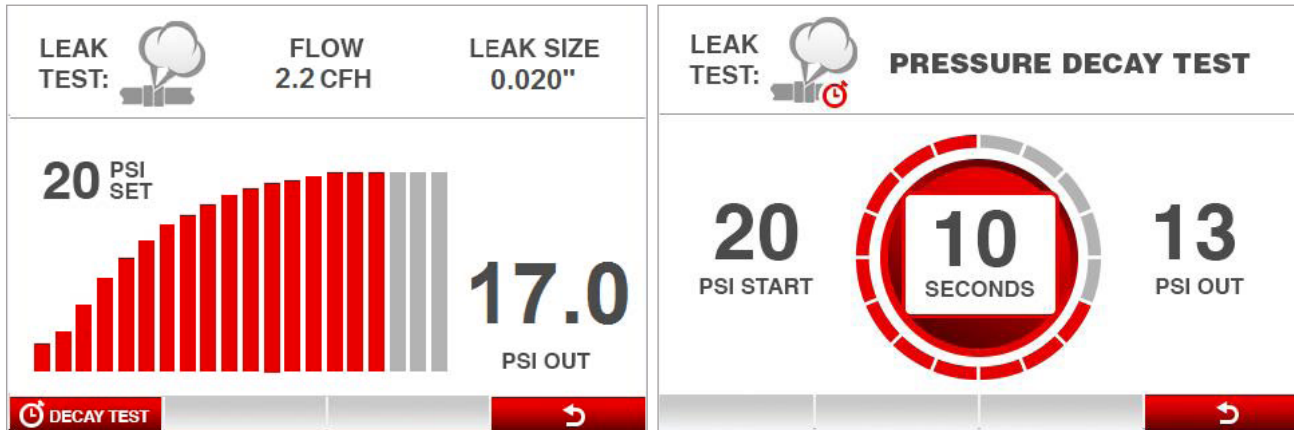 LEAK
TEST:
FLOW
2.2 CFH
LEAK SIZE
0.020"
20 PSI
SET
17.0
PSI OUT
DECAY TEST
LEAK
TEST:
PRESSURE DECAY TEST
20
PSI START
10
SECONDS
13
PSI OUT